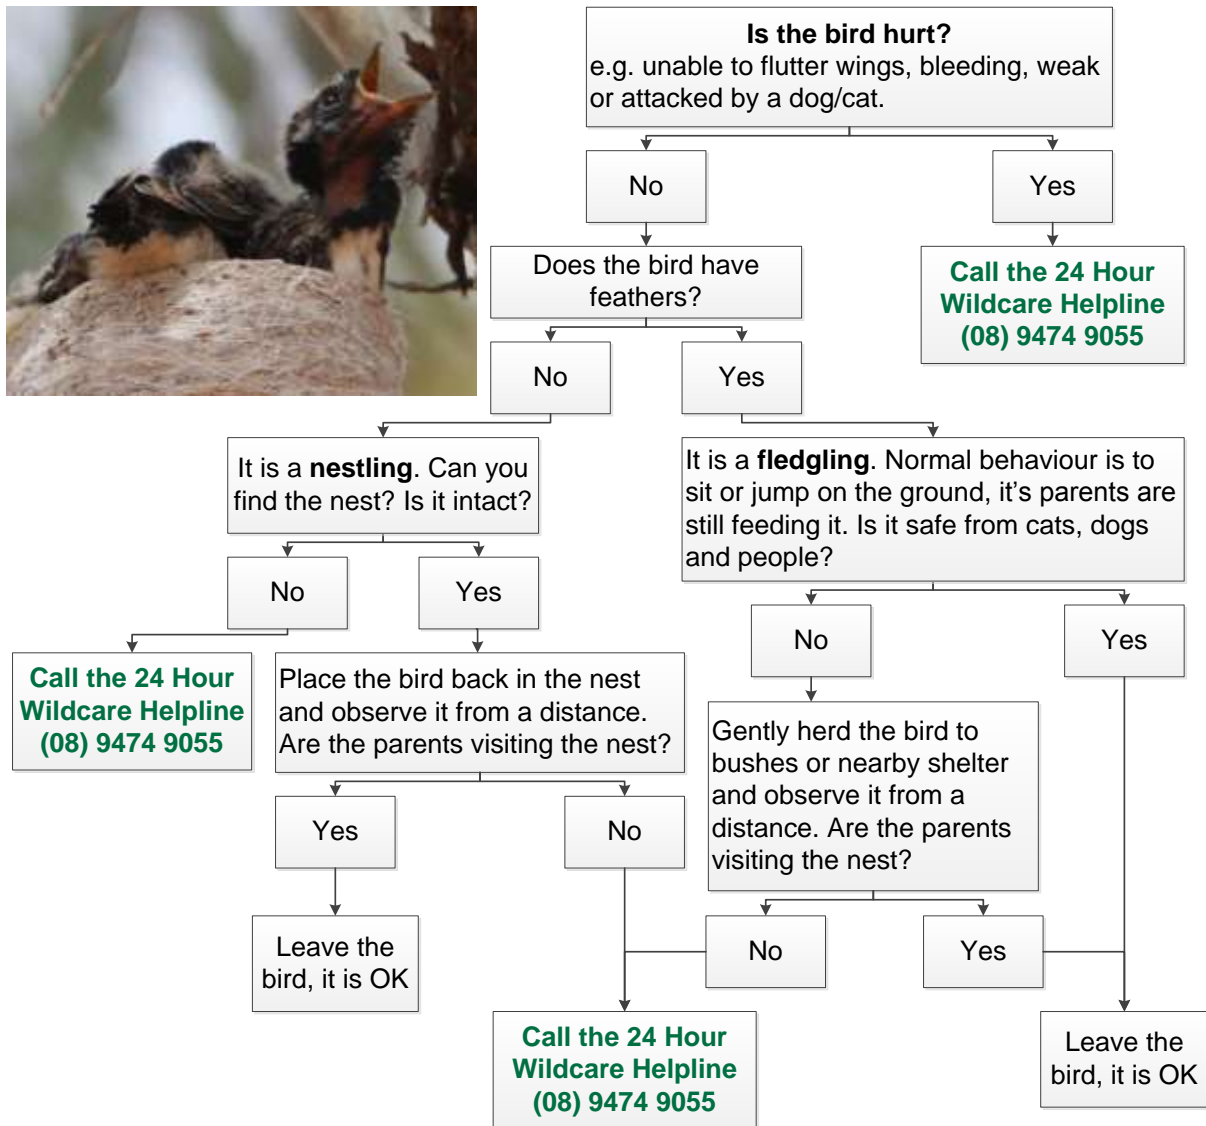 Is the bird hurt?
e.g. unable to flutter wings, bleeding, weak
or attacked by a dog/cat.
No
Yes
Does the bird have
feathers?
Call the 24 Hour
Wildcare Helpline
(08) 9474 9055
No
Yes
It is a nestling. Can you
find the nest? Is it intact?
It is a fledgling. Normal behaviour is to
sit or jump on the ground, it's parents are
still feeding it. Is it safe from cats, dogs
and people?
No
Yes
No
Yes
Call the 24 Hour
Wildcare Helpline
(08) 9474 9055
Place the bird back in the nest
and observe it from a distance.
Are the parents visiting the nest?
Gently herd the bird to
bushes or nearby shelter
and observe it from a
distance. Are the parents
visiting the nest?
Yes
No
No
Yes
Leave the
bird, it is OK
Call the 24 Hour
Wildcare Helpline
(08) 9474 9055
Leave the
bird, it is OK